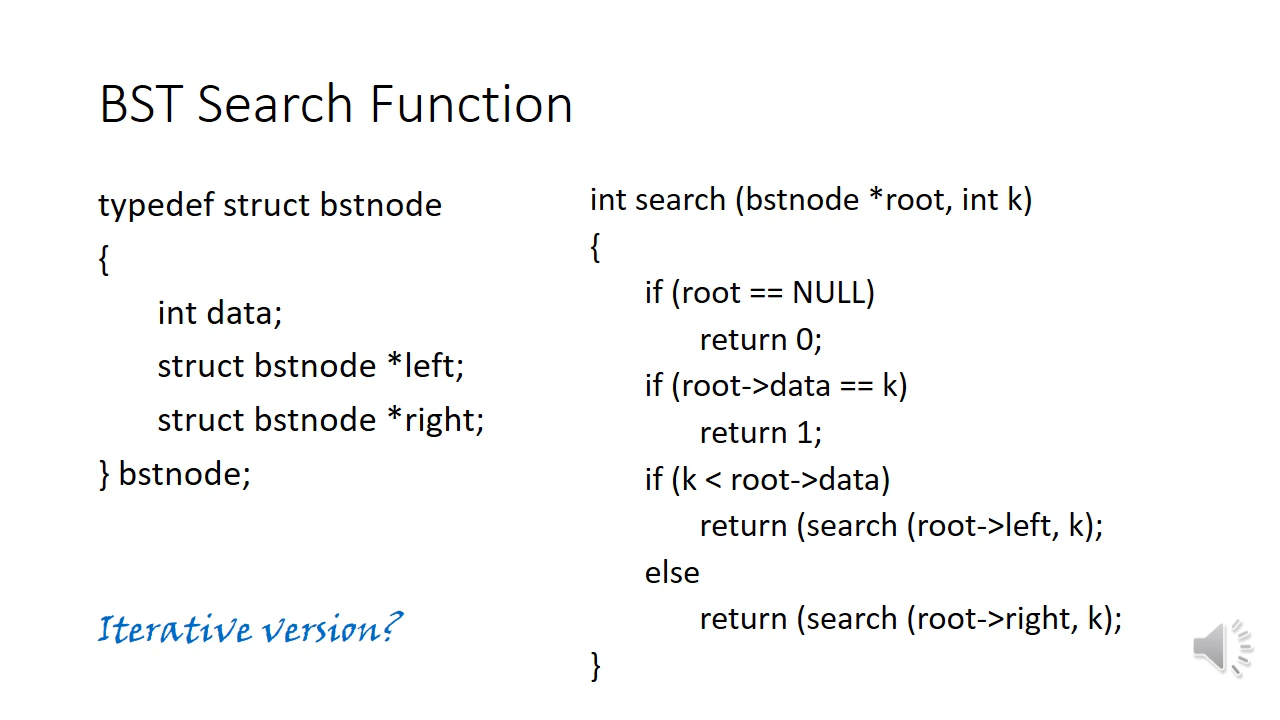 BST Search Function
typedef struct bstnode
{
int data;
struct bstnode *left;
struct bstnode *right;
} bstnode;
Iterative version?
int search (bstnode *root, int k)
{
if (root == NULL)
return 0;
if (root->data == k)
return 1;
if (k < root->data)
return (search (root->left, k);
else
return (search (root->right, k);
}